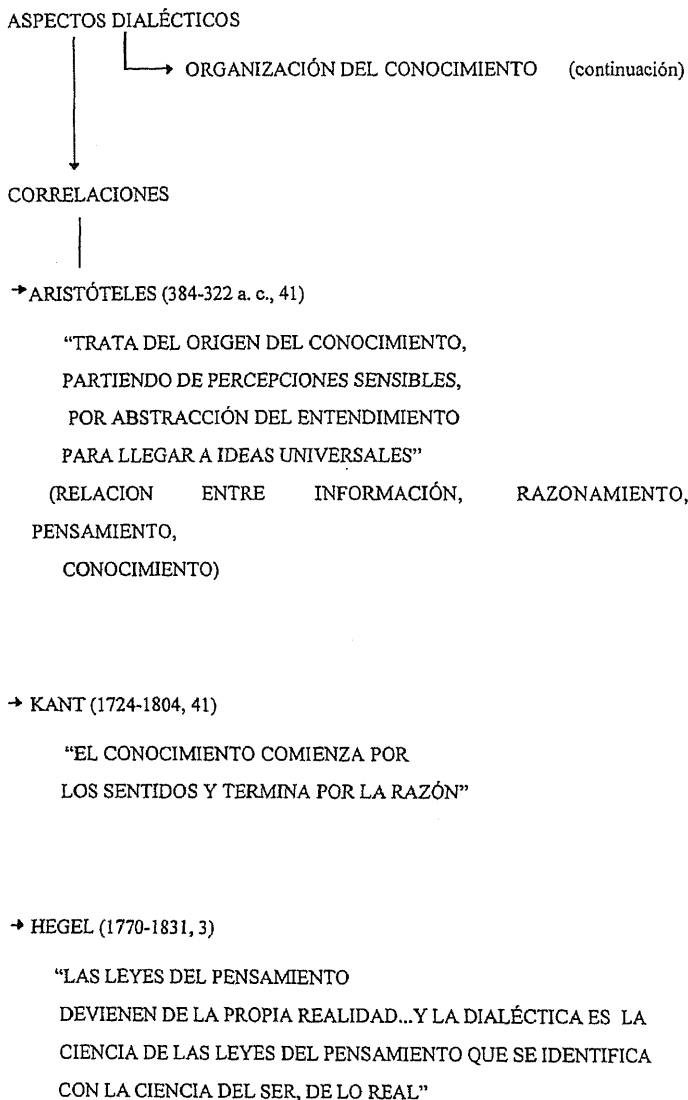 ASPECTOS DIALÉCTICOS
→ ORGANIZACIÓN DEL CONOCIMIENTO (continuación)
CORRELACIONES
→ARISTÓTELES (384-322 a. c., 41)
“TRATA DEL ORIGEN DEL CONOCIMIENTO,
PARTIENDO DE PERCEPCIONES SENSIBLES,
POR ABSTRACCIÓN DEL ENTENDIMIENTO
PARA LLEGAR A IDEAS UNIVERSALES”
(RELACION ENTRE INFORMACIÓN, RAZONAMIENTO,
PENSAMIENTO,
CONOCIMIENTO)
→ KANT (1724-1804, 41)
“EL CONOCIMIENTO COMIENZA POR
LOS SENTIDOS Y TERMINA POR LA RAZÓN”
→ HEGEL (1770-1831, 3)
“LAS LEYES DEL PENSAMIENTO
DEVIENEN DE LA PROPIA REALIDAD...Y LA DIALÉCTICA ES LA
CIENCIA DE LAS LEYES DEL PENSAMIENTO QUE SE IDENTIFICA
CON LA CIENCIA DEL SER, DE LO REAL”